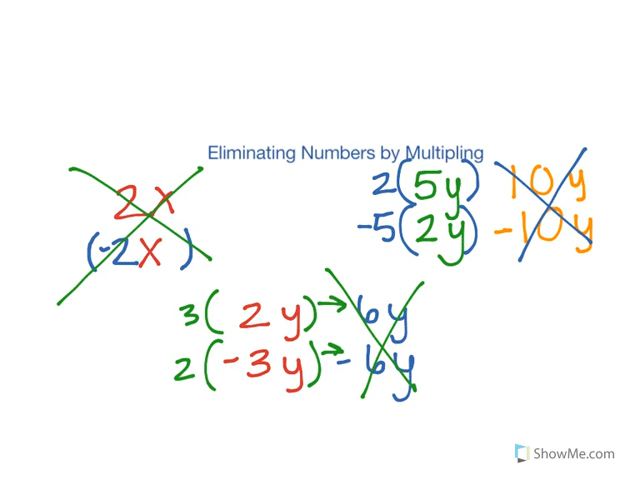 Eliminating Numbers by Multipling
2x
(-2x )
2(5y) 10y
-5(2y) -10y
3( 2y)→ 6y
2(-3y)→ -6y
ShowMe.com